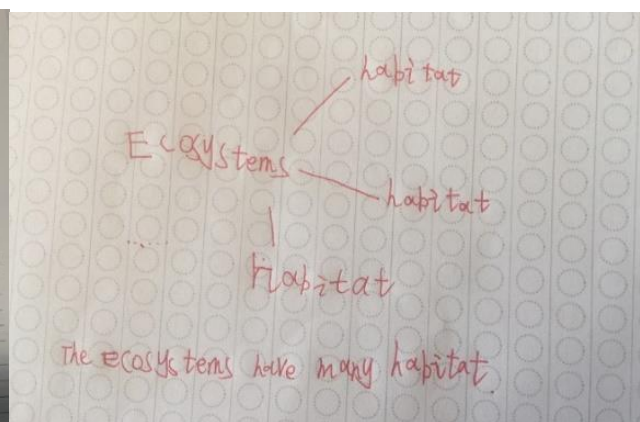 habitat
Ecosystems
habitat
......
Habitat
The ecosystems have many habitat.